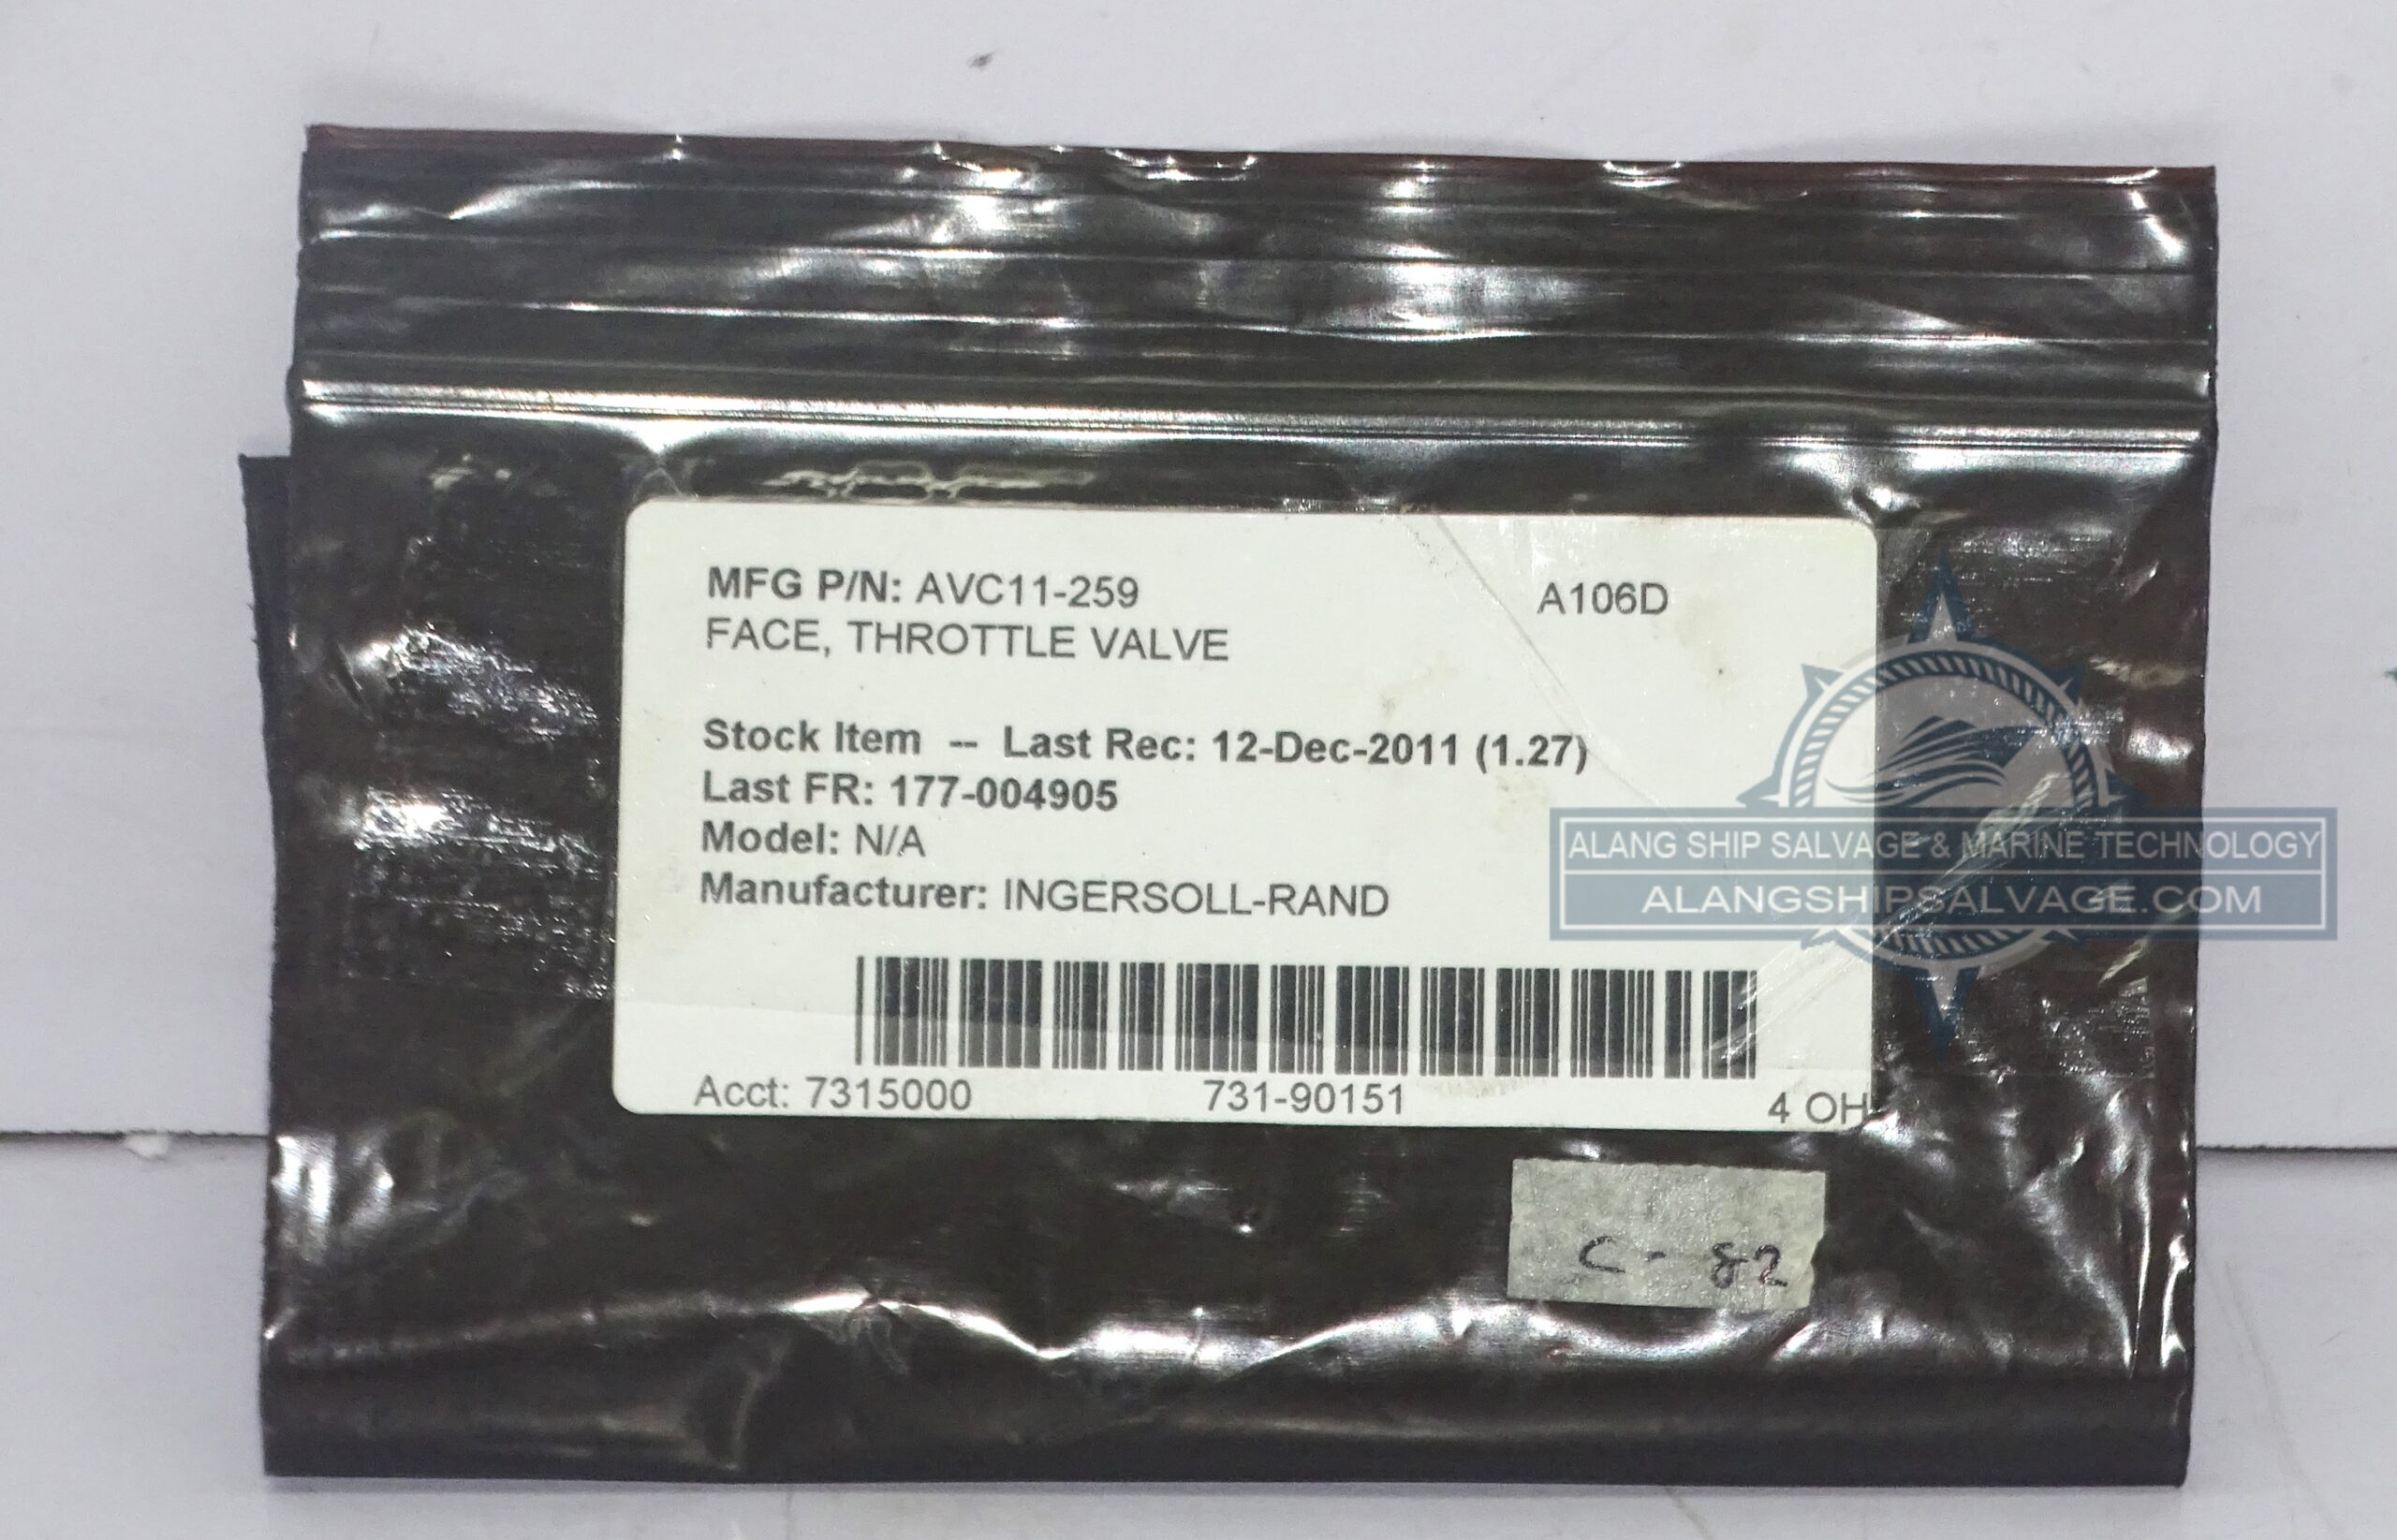 MFG P/N: AVC11-259 A106D
FACE, THROTTLE VALVE
Stock Item -- Last Rec: 12-Dec-2011 (1.27)
Last FR: 177-004905
Model: N/A
Manufacturer: INGERSOLL-RAND
Acct: 7315000 731-90151 4 OH
C - 82
ALANG SHIP SALVAGE & MARINE TECHNOLOGY
ALANGSHIPSALVAGE.COM